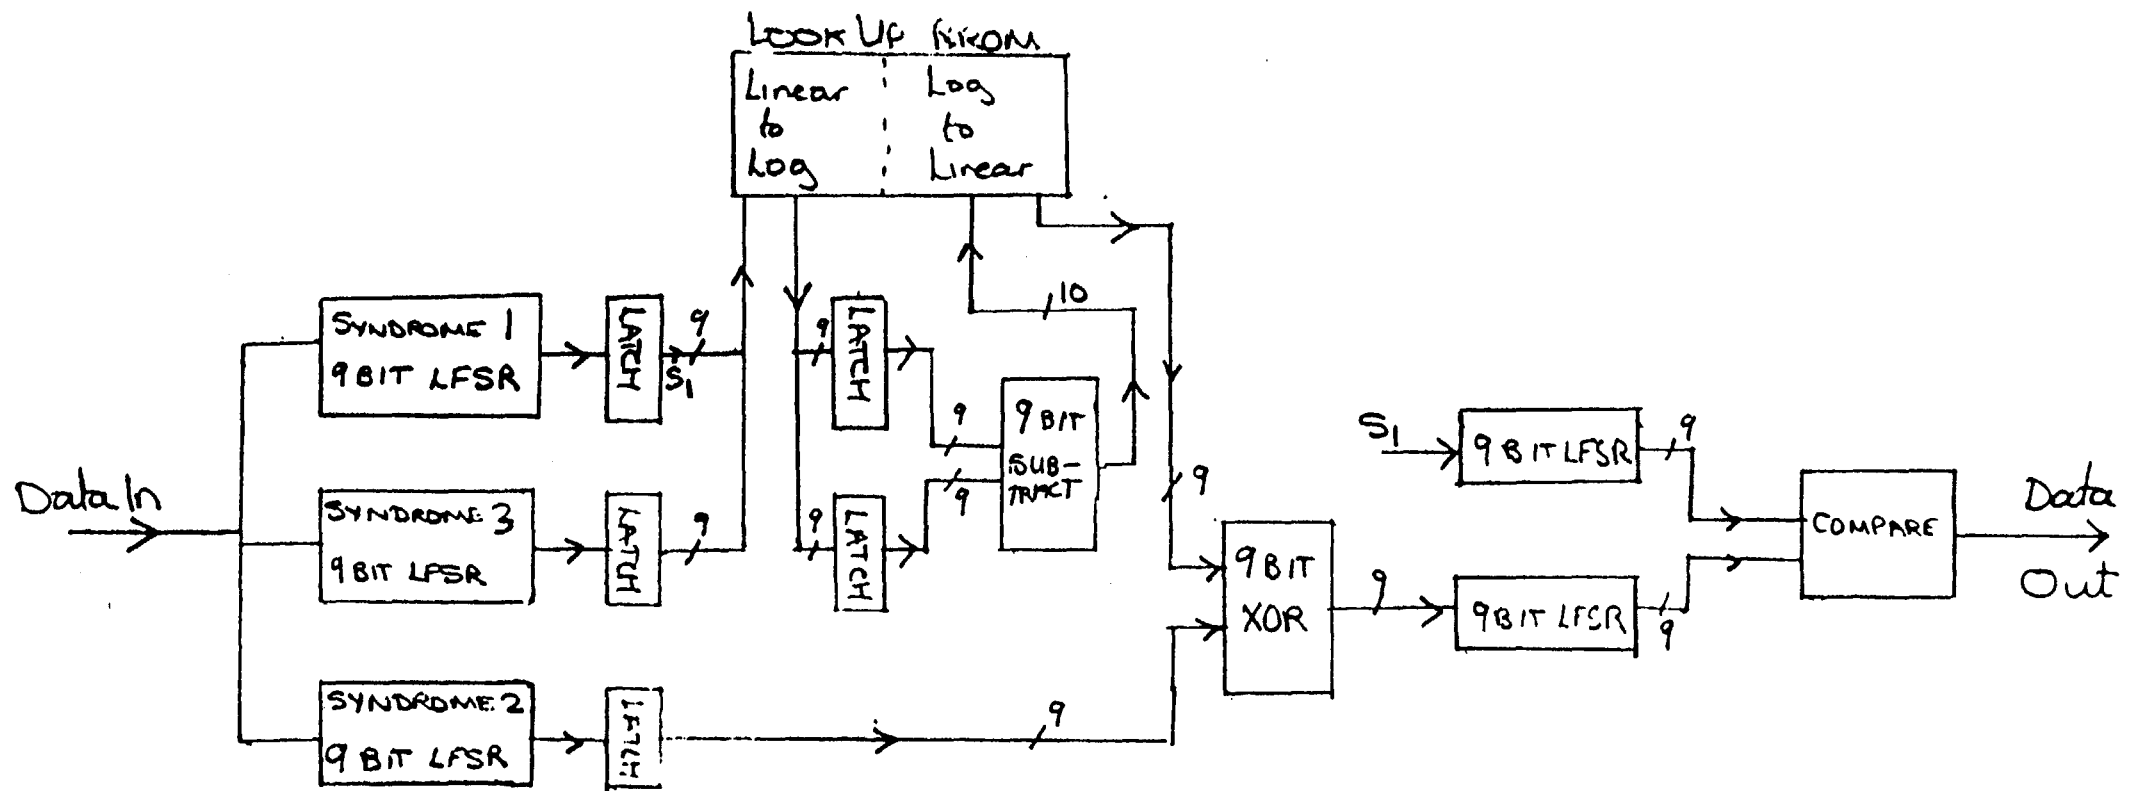 LOOK UP EPROM
Linear
to
Log
Log
to
Linear
10
SYNDROME 1
9 BIT LFSR
LATCH
9
S1
9
LATCH
9
9
9 BIT
SUB-
TRACT
9
S1
9 BIT LFSR
9
Data In
SYNDROME 3
9 BIT LFSR
LATCH
9
9
LATCH
9 BIT
XOR
9
9 BIT LFSR
9
COMPARE
Data
Out
SYNDROME 2
9 BIT LFSR
LATCH
9